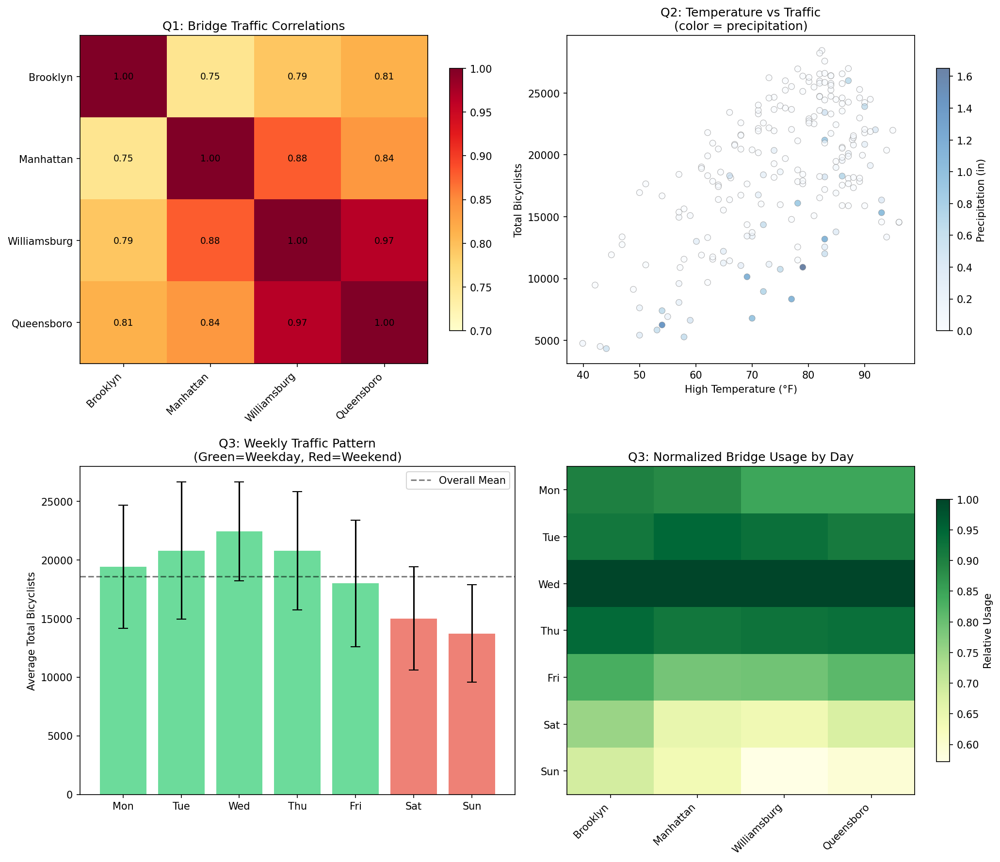 Q1: Bridge Traffic Correlations
Brooklyn
Manhattan
Williamsburg
Queensboro
1.00 0.75 0.79 0.81
0.75 1.00 0.88 0.84
0.79 0.88 1.00 0.97
0.81 0.84 0.97 1.00
Brooklyn
Manhattan
Williamsburg
Queensboro
1.00
0.95
0.90
0.85
0.80
0.75
0.70
Q2: Temperature vs Traffic
(color = precipitation)
Total Bicyclists
25000
20000
15000
10000
5000
40 50 60 70 80 90
High Temperature (°F)
1.6
1.4
1.2
1.0
0.8
0.6
0.4
0.2
0.0
Precipitation (in)
Q3: Weekly Traffic Pattern
(Green=Weekday, Red=Weekend)
Overall Mean
Average Total Bicyclists
25000
20000
15000
10000
5000
0
Mon Tue Wed Thu Fri Sat Sun
Q3: Normalized Bridge Usage by Day
Mon
Tue
Wed
Thu
Fri
Sat
Sun
Brooklyn
Manhattan
Williamsburg
Queensboro
1.00
0.95
0.90
0.85
0.80
0.75
0.70
0.65
0.60
Relative Usage